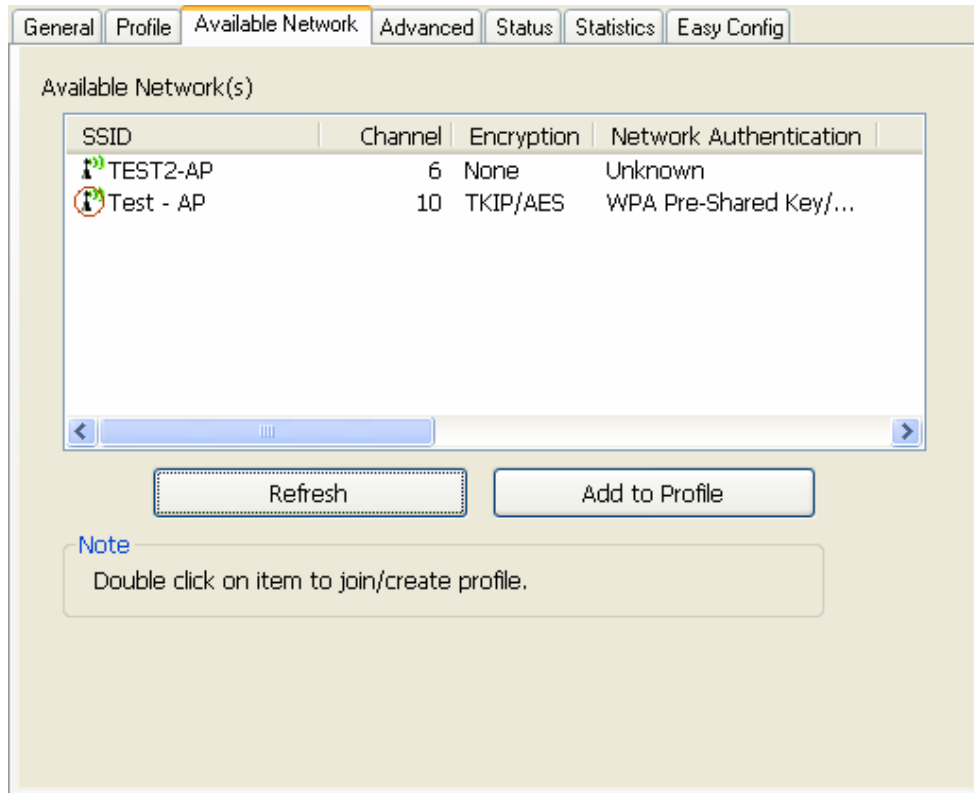 General Profile Available Network Advanced Status Statistics Easy Config
Available Network(s)
SSID Channel Encryption Network Authentication
TEST2-AP 6 None Unknown
Test - AP 10 TKIP/AES WPA Pre-Shared Key/...
Refresh Add to Profile
Note
Double click on item to join/create profile.